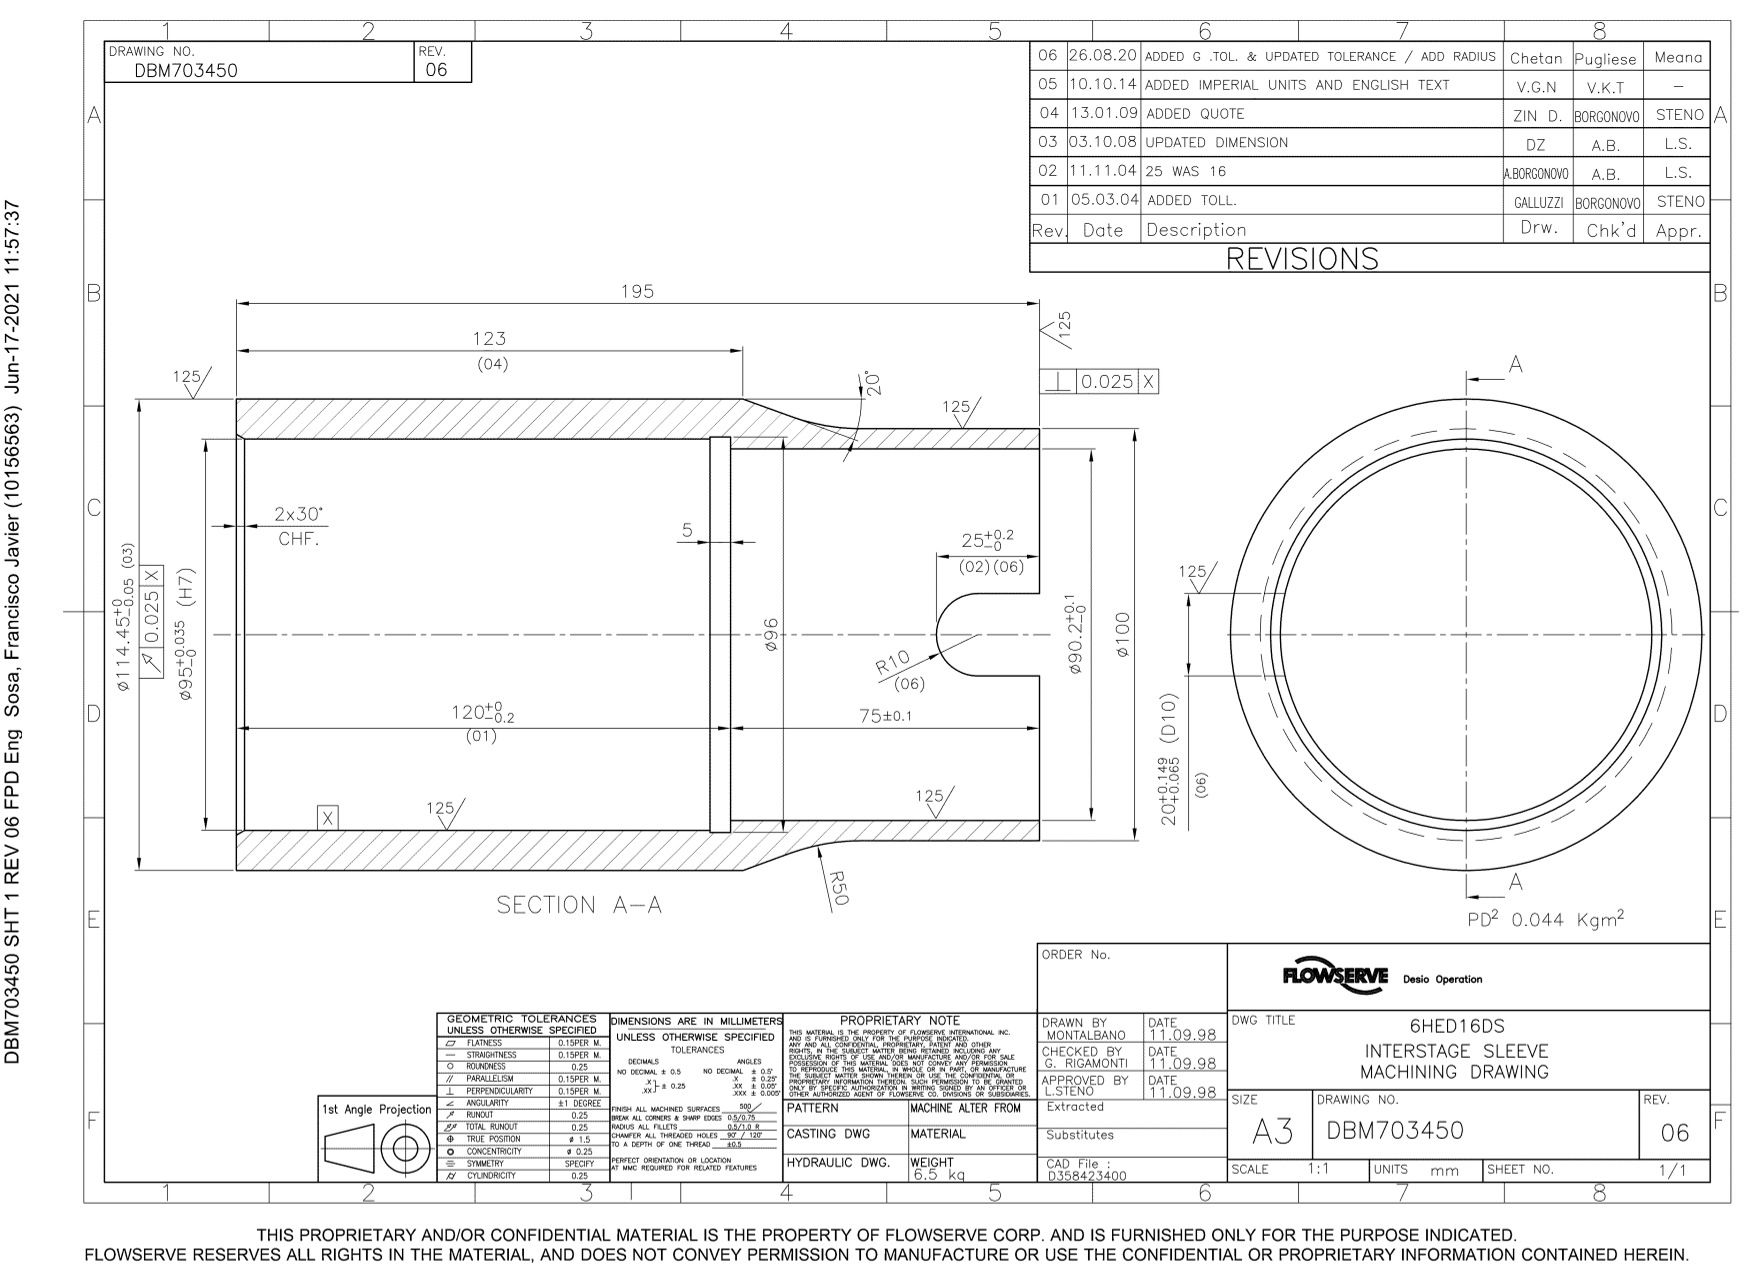 DBM703450 SHT 1 REV 06 FPD Eng Sosa, Francisco Javier (10156563) Jun-17-2021 11:57:37
1 2 3 4 5 6 7 8
A B C D E F
DRAWING NO.
DBM703450
REV.
06
06 26.08.20 ADDED G .TOL. & UPDATED TOLERANCE / ADD RADIUS Chetan Pugliese Meana
05 10.10.14 ADDED IMPERIAL UNITS AND ENGLISH TEXT V.G.N V.K.T –
04 13.01.09 ADDED QUOTE ZIN D. BORGONOVO STENO
03 03.10.08 UPDATED DIMENSION DZ A.B. L.S.
02 11.11.04 25 WAS 16 A.BORGONOVO A.B. L.S.
01 05.03.04 ADDED TOLL. GALLUZZI BORGONOVO STENO
Rev. Date Description Drw. Chk'd Appr.
REVISIONS
195
123
(04)
125
125
⊥ 0.025 X
20°
125
2x30°
CHF.
5
25+0.2 -0
(02)(06)
ø114.45+0 -0.05 (03)
↗ 0.025 X
ø95+0.035 -0 (H7)
ø96
R10
(06)
ø90.2+0.1 -0
ø100
120+0 -0.2
(01)
75±0.1
X
125
125
R50
SECTION A–A
A
125
20+0.149 +0.065 (D10)
(06)
A
PD² 0.044 Kgm²
ORDER No.
FLOWSERVE Desio Operation
DRAWN BY
MONTALBANO
DATE
11.09.98
CHECKED BY
G. RIGAMONTI
DATE
11.09.98
APPROVED BY
L.STENO
DATE
11.09.98
Extracted
Substitutes
CAD File :
D358423400
DWG TITLE
6HED16DS
INTERSTAGE SLEEVE
MACHINING DRAWING
SIZE
A3
DRAWING NO.
DBM703450
REV.
06
SCALE 1:1 UNITS mm SHEET NO. 1/1
1st Angle Projection
GEOMETRIC TOLERANCES
UNLESS OTHERWISE SPECIFIED
FLATNESS 0.15PER M.
STRAIGHTNESS 0.15PER M.
ROUNDNESS 0.25
PARALLELISM 0.15PER M.
PERPENDICULARITY 0.15PER M.
ANGULARITY ±1 DEGREE
RUNOUT 0.25
TOTAL RUNOUT 0.25
TRUE POSITION ø 1.5
CONCENTRICITY ø 0.25
SYMMETRY SPECIFY
CYLINDRICITY 0.25
DIMENSIONS ARE IN MILLIMETERS
UNLESS OTHERWISE SPECIFIED
TOLERANCES
DECIMALS ANGLES
NO DECIMAL ± 0.5 NO DECIMAL ± 0.5°
.X .XX ± 0.25
.X ± 0.25°
.XX ± 0.05°
.XXX ± 0.005°
FINISH ALL MACHINED SURFACES 500
BREAK ALL CORNERS & SHARP EDGES 0.5/0.75
RADIUS ALL FILLETS 0.5/1.0 R
CHAMFER ALL THREADED HOLES 90° / 120°
TO A DEPTH OF ONE THREAD ±0.5
PERFECT ORIENTATION OR LOCATION
AT MMC REQUIRED FOR RELATED FEATURES
PROPRIETARY NOTE
THIS MATERIAL IS THE PROPERTY OF FLOWSERVE INTERNATIONAL INC.
AND IS FURNISHED ONLY FOR THE PURPOSE INDICATED.
ANY AND ALL CONFIDENTIAL, PROPRIETARY, PATENT AND OTHER
RIGHTS, IN THE SUBJECT MATTER BEING RETAINED INCLUDING ANY
EXCLUSIVE RIGHTS OF USE AND/OR MANUFACTURE AND/OR FOR SALE
POSSESSION OF THIS MATERIAL DOES NOT CONVEY ANY PERMISSION
TO REPRODUCE THIS MATERIAL, IN WHOLE OR IN PART, OR MANUFACTURE
THE SUBJECT MATTER SHOWN THEREIN OR USE THE CONFIDENTIAL OR
PROPRIETARY INFORMATION THEREON. SUCH PERMISSION TO BE GRANTED
ONLY BY SPECIFIC AUTHORIZATION IN WRITING SIGNED BY AN OFFICER OR
OTHER AUTHORIZED AGENT OF FLOWSERVE CO. DIVISIONS OR SUBSIDIARIES.
PATTERN MACHINE ALTER FROM
CASTING DWG MATERIAL
HYDRAULIC DWG. WEIGHT
6.5 kg
1 2 3 4 5 6 7 8
THIS PROPRIETARY AND/OR CONFIDENTIAL MATERIAL IS THE PROPERTY OF FLOWSERVE CORP. AND IS FURNISHED ONLY FOR THE PURPOSE INDICATED.
FLOWSERVE RESERVES ALL RIGHTS IN THE MATERIAL, AND DOES NOT CONVEY PERMISSION TO MANUFACTURE OR USE THE CONFIDENTIAL OR PROPRIETARY INFORMATION CONTAINED HEREIN.